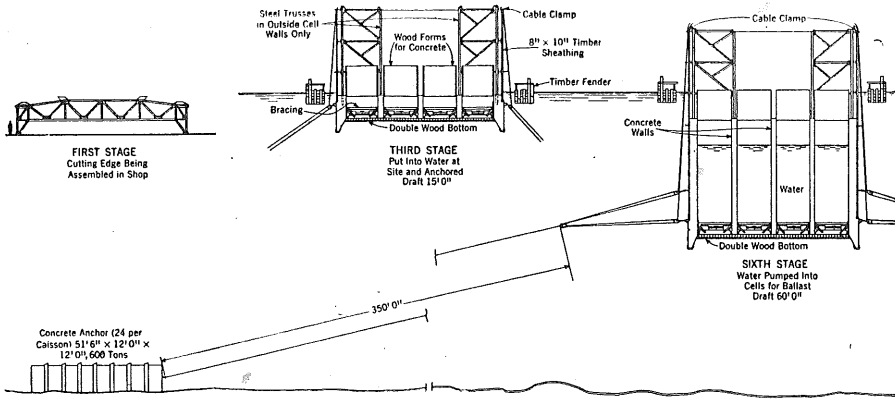 FIRST STAGE
Cutting Edge Being
Assembled in Shop
Steel Trusses
in Outside Cell
Walls Only
Wood Forms
for Concrete
Cable Clamp
8" × 10" Timber
Sheathing
Timber Fender
Bracing
Double Wood Bottom
THIRD STAGE
Put Into Water at
Site and Anchored
Draft 15'0"
Cable Clamp
Concrete
Walls
Water
Double Wood Bottom
SIXTH STAGE
Water Pumped Into
Cells for Ballast
Draft 60'0"
350'0"
Concrete Anchor (24 per
Caisson) 51'6" × 12'0" ×
12'0", 600 Tons